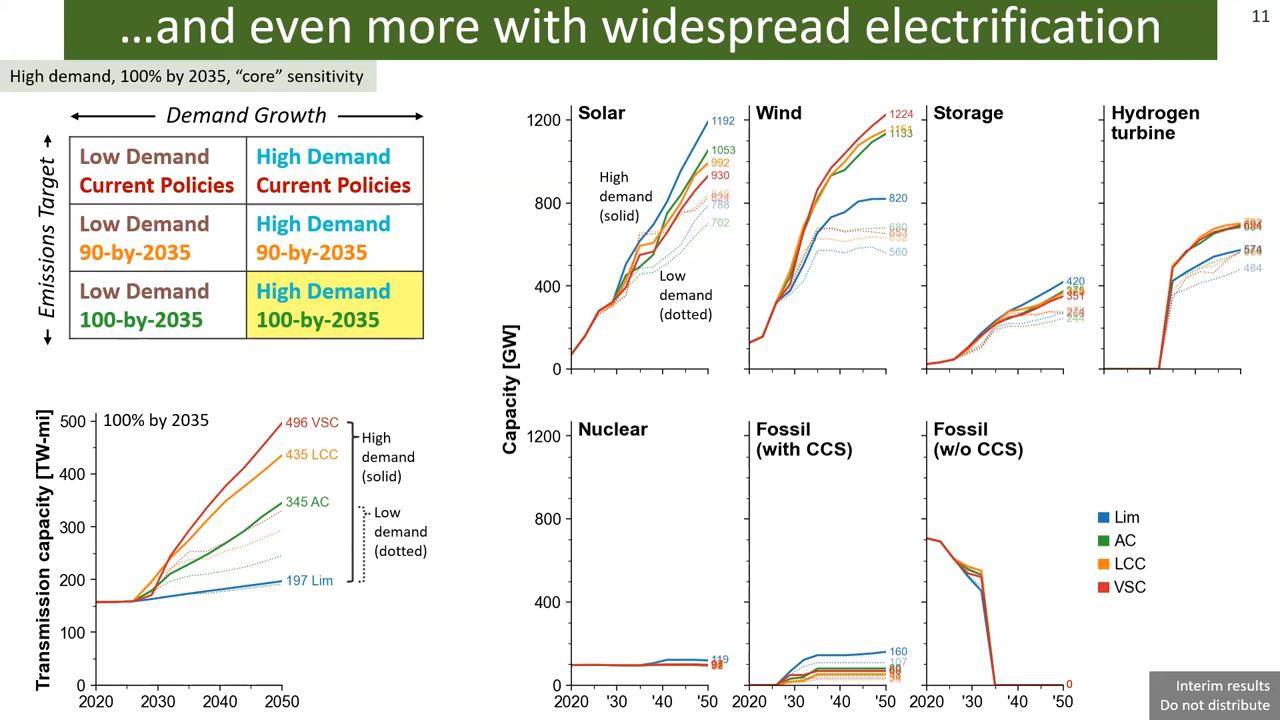 …and even more with widespread electrification
11
High demand, 100% by 2035, “core” sensitivity
Demand Growth
Emissions Target
Low Demand
Current Policies
High Demand
Current Policies
Low Demand
90-by-2035
High Demand
90-by-2035
Low Demand
100-by-2035
High Demand
100-by-2035
Transmission capacity [TW-mi]
100% by 2035
500
400
300
200
100
0
2020
2030
2040
2050
496 VSC
435 LCC
345 AC
197 Lim
High
demand
(solid)
Low
demand
(dotted)
Capacity [GW]
Solar
1200
800
400
0
High
demand
(solid)
Low
demand
(dotted)
1192
1053
992
930
788
702
Wind
1224
1133
820
560
Storage
420
351
244
Hydrogen
turbine
574
484
Nuclear
1200
800
400
0
2020
'30
'40
'50
119
Fossil
(with CCS)
2020
'30
'40
'50
160
107
Fossil
(w/o CCS)
2020
'30
'40
'50
0
Lim
AC
LCC
VSC
Interim results
Do not distribute